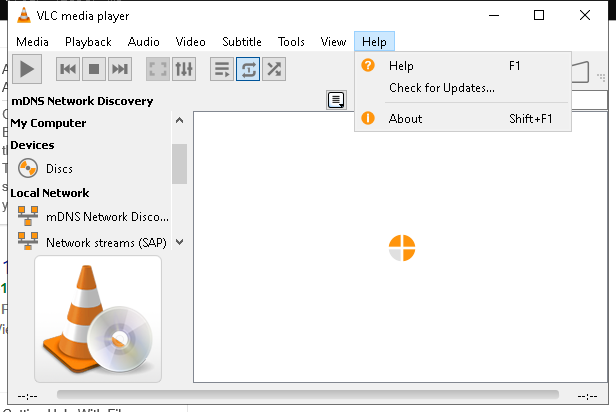 VLC media player
Media Playback Audio Video Subtitle Tools View Help
Help F1
Check for Updates...
About Shift+F1
mDNS Network Discovery
My Computer
Devices
Discs
Local Network
mDNS Network Disco...
Network streams (SAP)
--:-- --:--